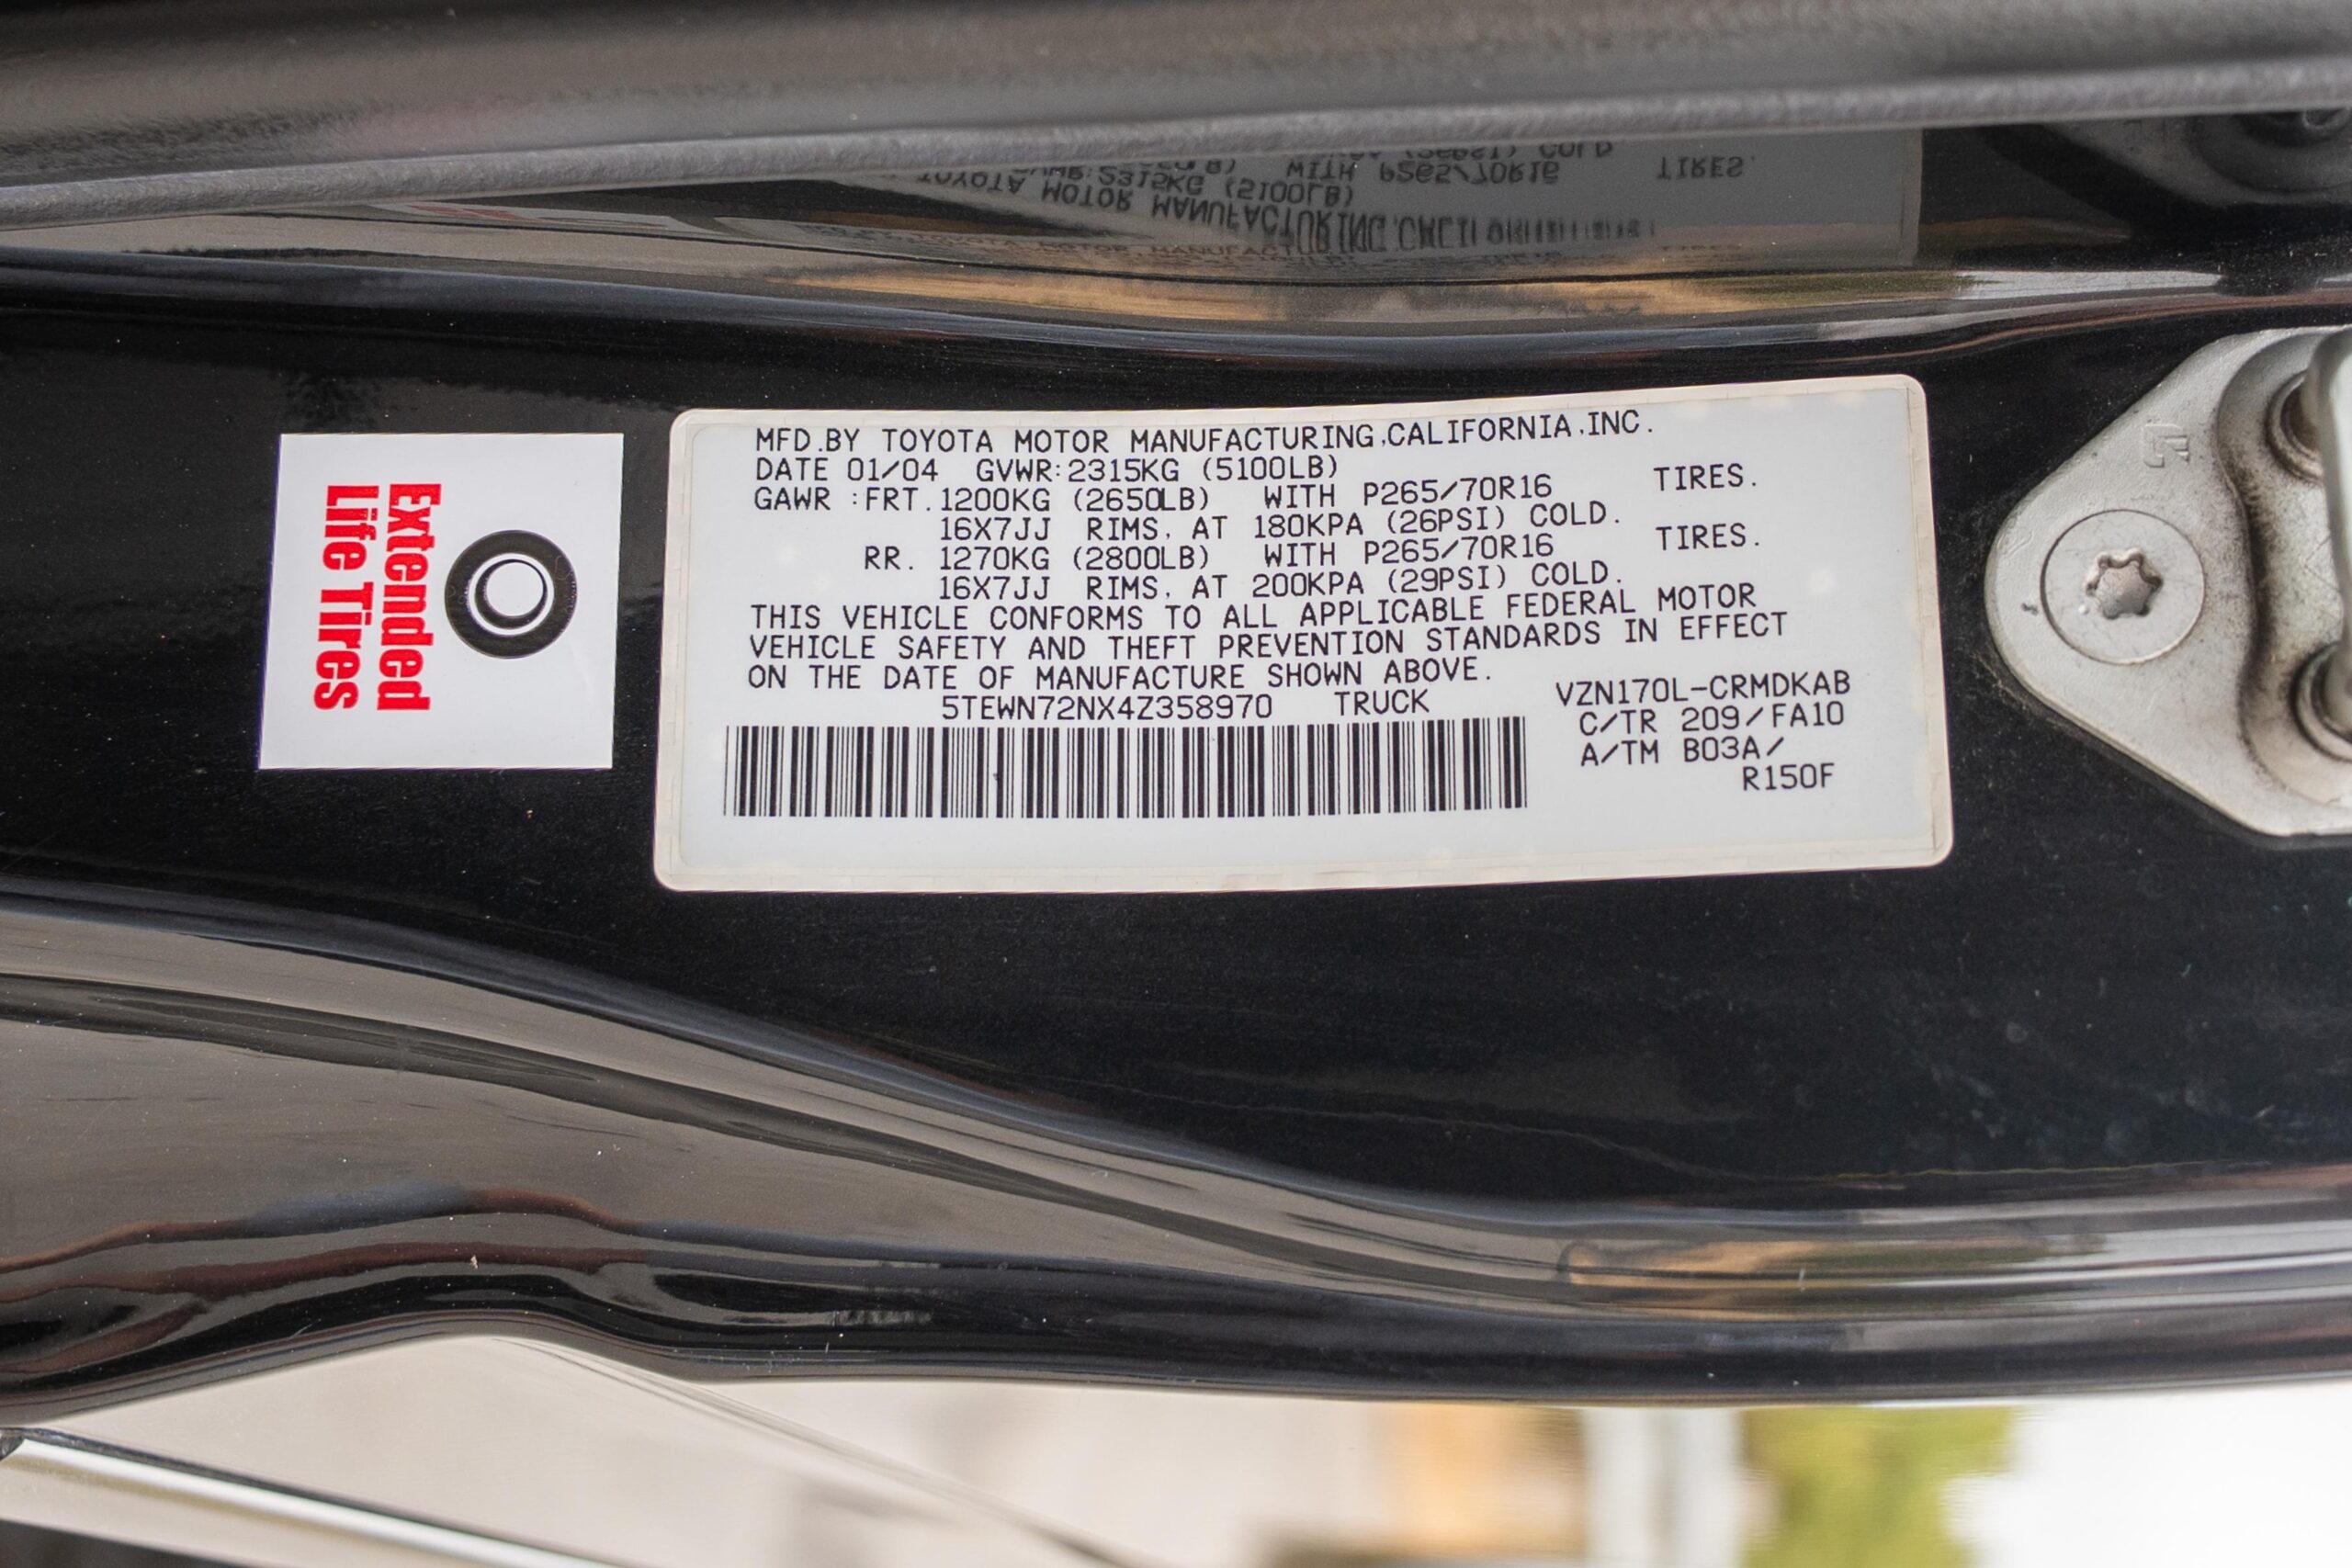 MFD.BY TOYOTA MOTOR MANUFACTURING,CALIFORNIA,INC.
DATE 01/04 GVWR:2315KG (5100LB)
GAWR :FRT. 1200KG (2650LB) WITH P265/70R16 TIRES.
16X7JJ RIMS, AT 180KPA (26PSI) COLD.
RR. 1270KG (2800LB) WITH P265/70R16 TIRES.
16X7JJ RIMS, AT 200KPA (29PSI) COLD.
THIS VEHICLE CONFORMS TO ALL APPLICABLE FEDERAL MOTOR
VEHICLE SAFETY AND THEFT PREVENTION STANDARDS IN EFFECT
ON THE DATE OF MANUFACTURE SHOWN ABOVE.
5TEWN72NX4Z358970 TRUCK
VZN170L-CRMDKAB
C/TR 209/FA10
A/TM B03A/
R150F
Extended
Life Tires